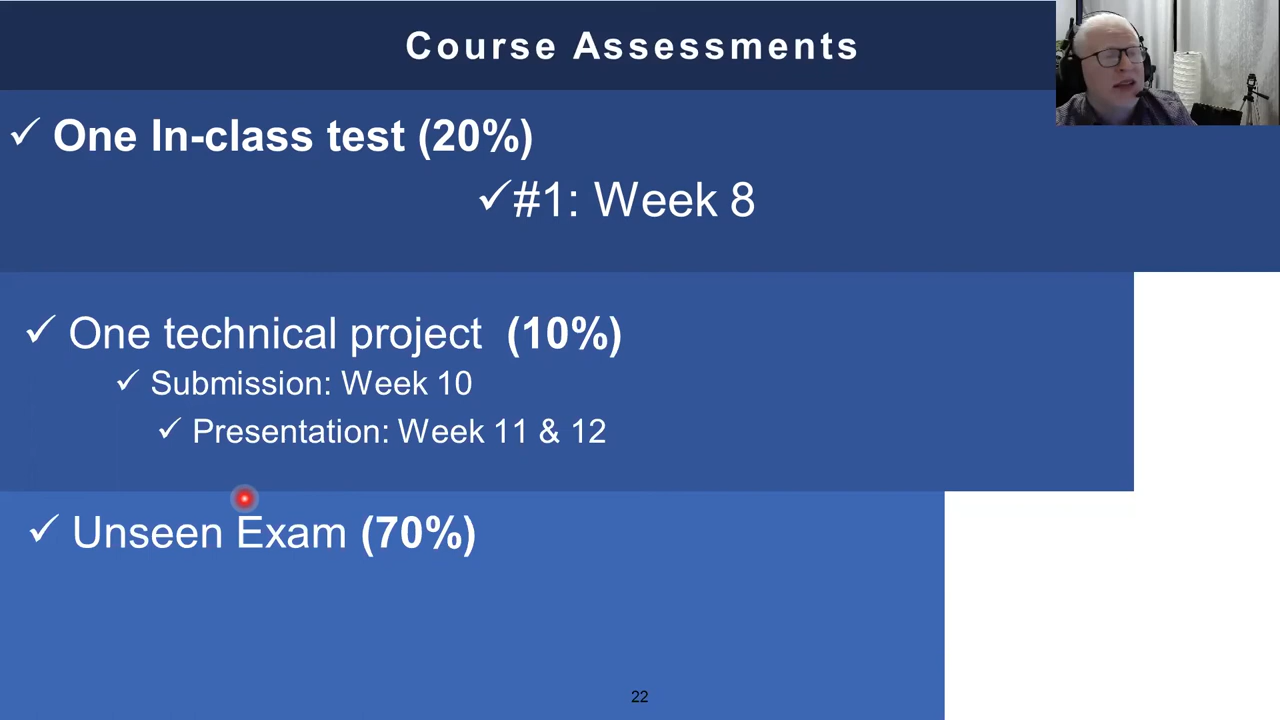 Course Assessments
✓ One In-class test (20%)
✓#1: Week 8
✓ One technical project (10%)
✓ Submission: Week 10
✓ Presentation: Week 11 & 12
✓ Unseen Exam (70%)
22